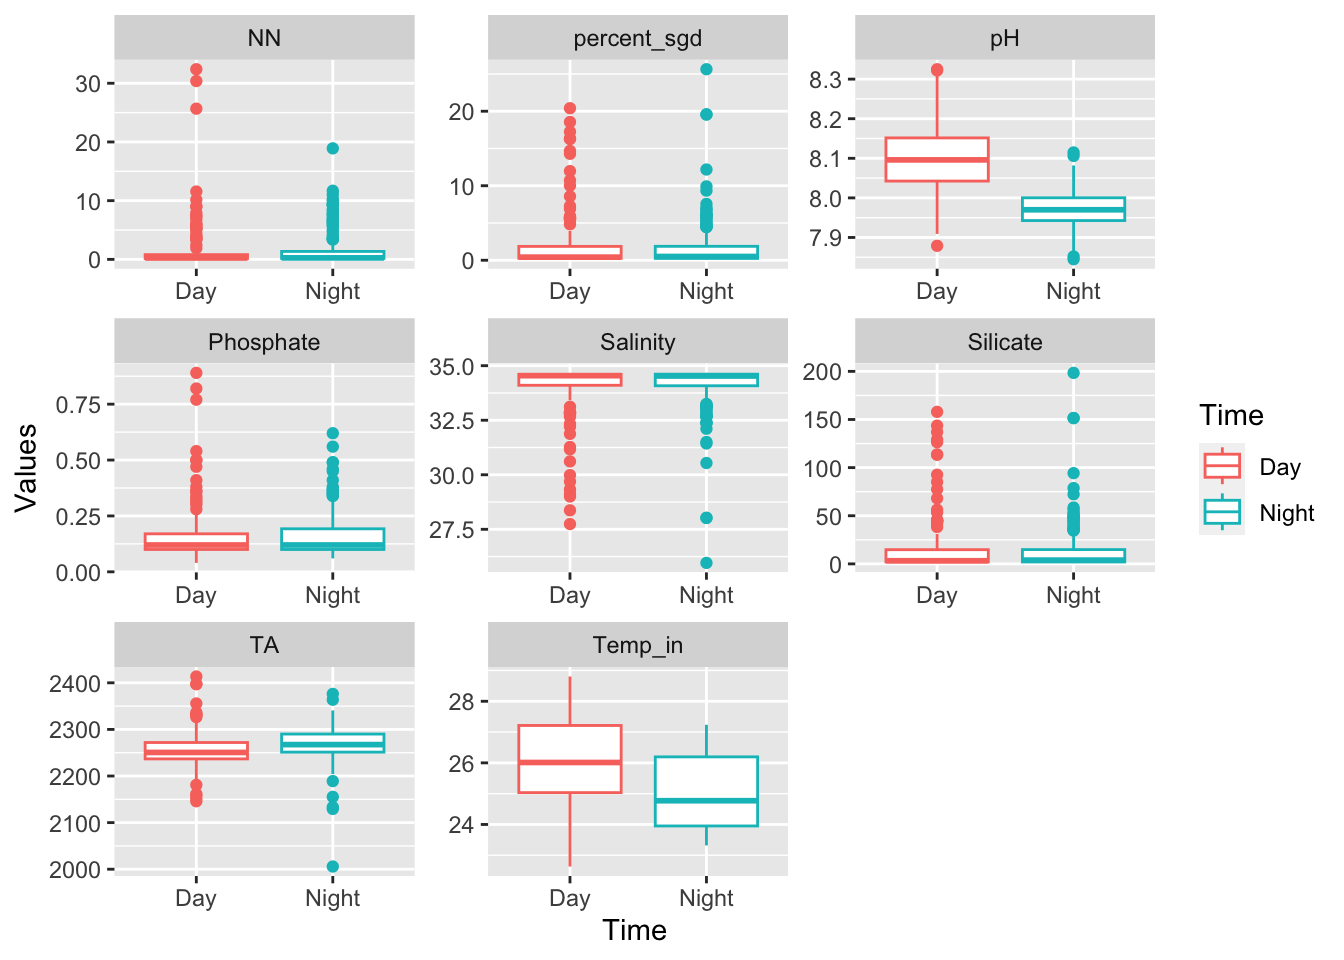 NN
percent_sgd
pH
30
20
10
0
20
10
0
8.3
8.2
8.1
8.0
7.9
Day Night
Day Night
Day Night
Phosphate
Salinity
Silicate
0.75
0.50
0.25
0.00
35.0
32.5
30.0
27.5
200
150
100
50
0
Day Night
Day Night
Day Night
TA
Temp_in
2400
2300
2200
2100
2000
28
26
24
Day Night
Day Night
Time
Values
Time
Day
Night